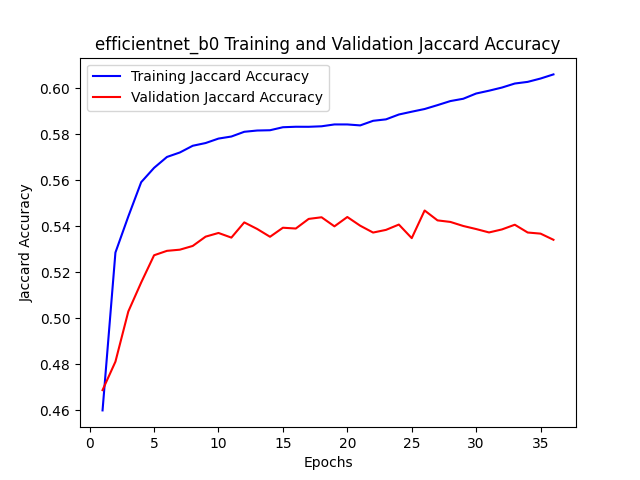 efficientnet_b0 Training and Validation Jaccard Accuracy
Training Jaccard Accuracy
Validation Jaccard Accuracy
Jaccard Accuracy
0.60
0.58
0.56
0.54
0.52
0.50
0.48
0.46
0 5 10 15 20 25 30 35
Epochs